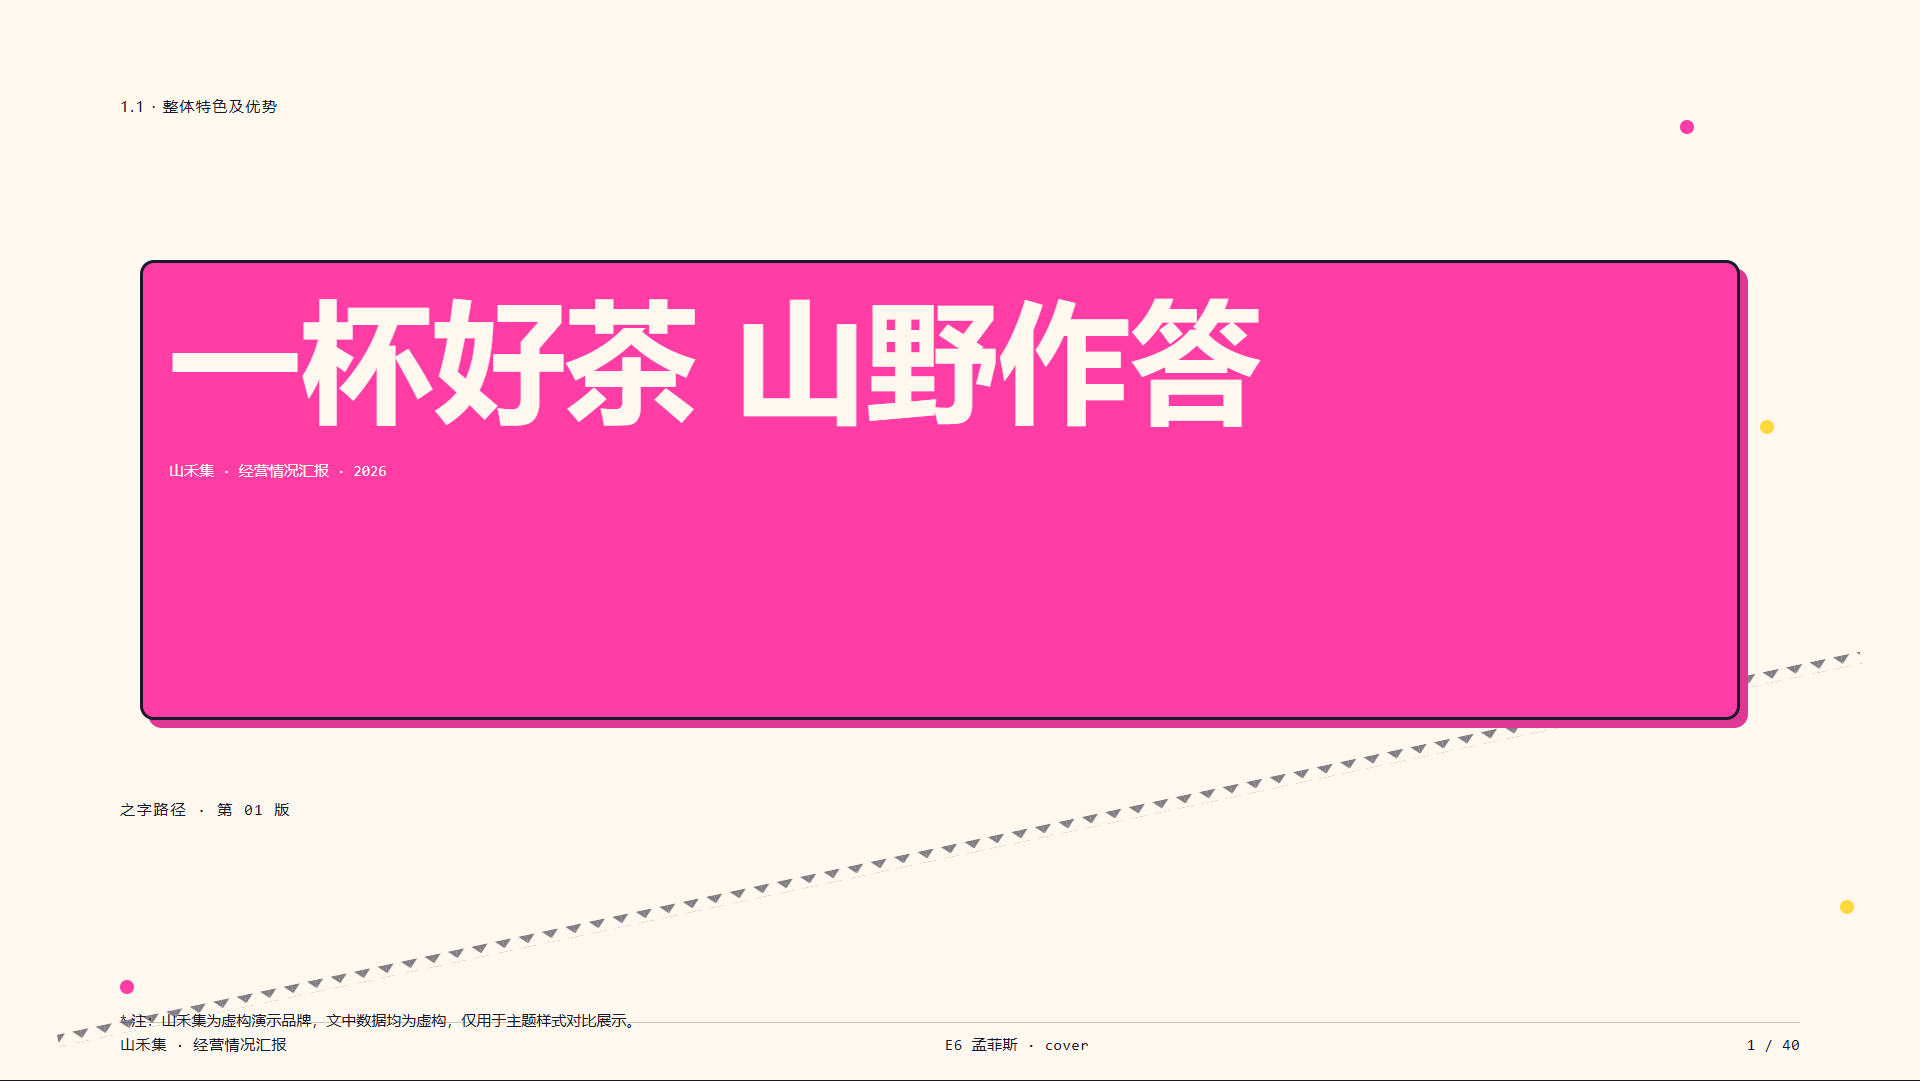 1.1 · 整体特色及优势
一杯好茶 山野作答
山禾集 · 经营情况汇报 · 2026
之字路径 · 第 01 版
* 注：山禾集为虚构演示品牌，文中数据均为虚构，仅用于主题样式对比展示。
山禾集 · 经营情况汇报
E6 孟菲斯 · cover
1 / 40